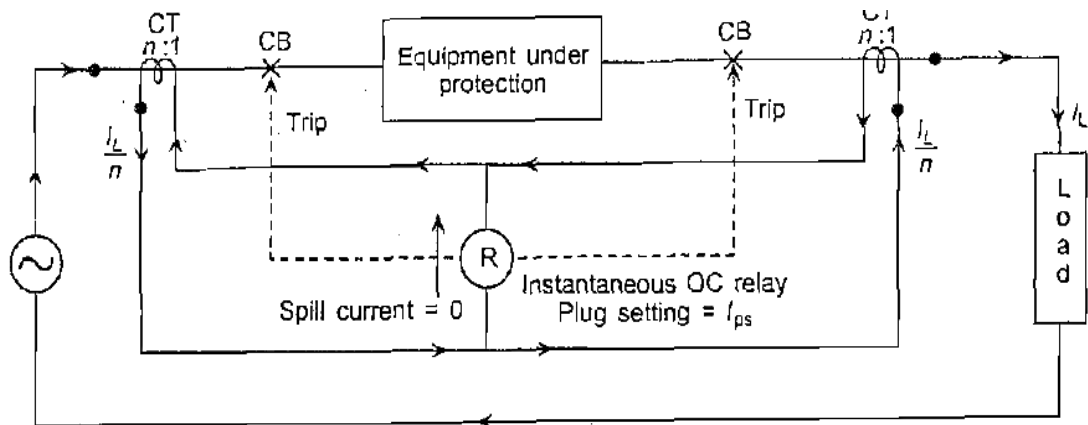 CT
n:1
CB
Equipment under
protection
CB
CT
n:1
Trip
Trip
I_L
I_L/n
I_L/n
Load
R
Instantaneous OC relay
Spill current = 0
Plug setting = I_ps